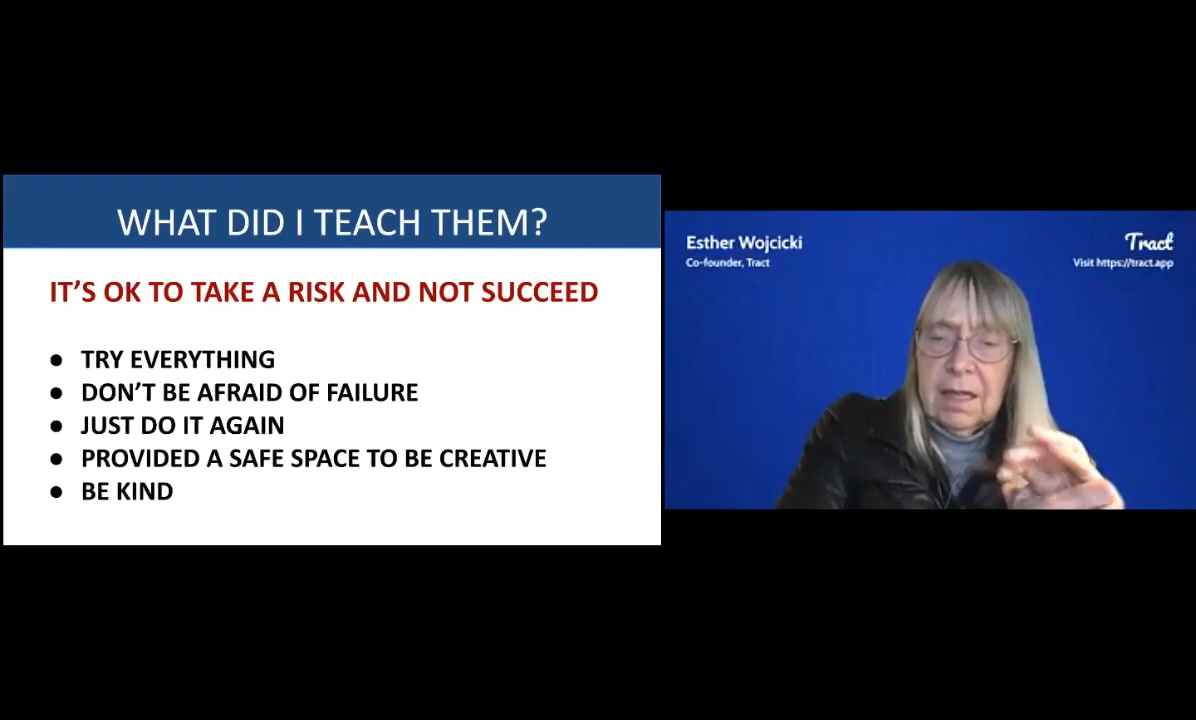 WHAT DID I TEACH THEM?
IT'S OK TO TAKE A RISK AND NOT SUCCEED
● TRY EVERYTHING
● DON'T BE AFRAID OF FAILURE
● JUST DO IT AGAIN
● PROVIDED A SAFE SPACE TO BE CREATIVE
● BE KIND
Esther Wojcicki
Co-founder, Tract
Tract
Visit https://tract.app